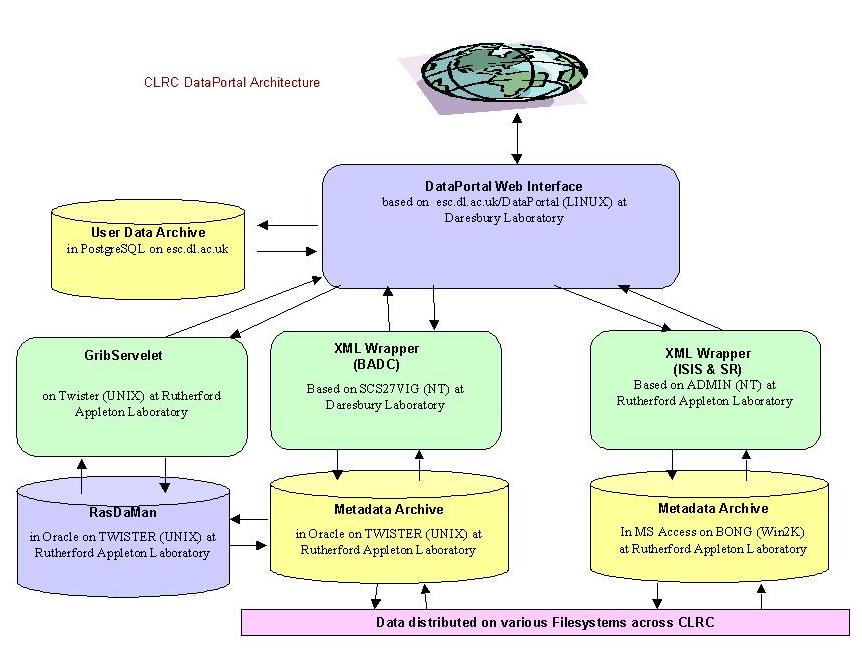 CLRC DataPortal Architecture
DataPortal Web Interface
based on esc.dl.ac.uk/DataPortal (LINUX) at
Daresbury Laboratory
User Data Archive
in PostgreSQL on esc.dl.ac.uk
GribServelet
on Twister (UNIX) at Rutherford
Appleton Laboratory
XML Wrapper
(BADC)
Based on SCS27VIG (NT) at
Daresbury Laboratory
XML Wrapper
(ISIS & SR)
Based on ADMIN (NT) at
Rutherford Appleton Laboratory
RasDaMan
in Oracle on TWISTER (UNIX) at
Rutherford Appleton Laboratory
Metadata Archive
in Oracle on TWISTER (UNIX) at
Rutherford Appleton Laboratory
Metadata Archive
In MS Access on BONG (Win2K)
at Rutherford Appleton Laboratory
Data distributed on various Filesystems across CLRC